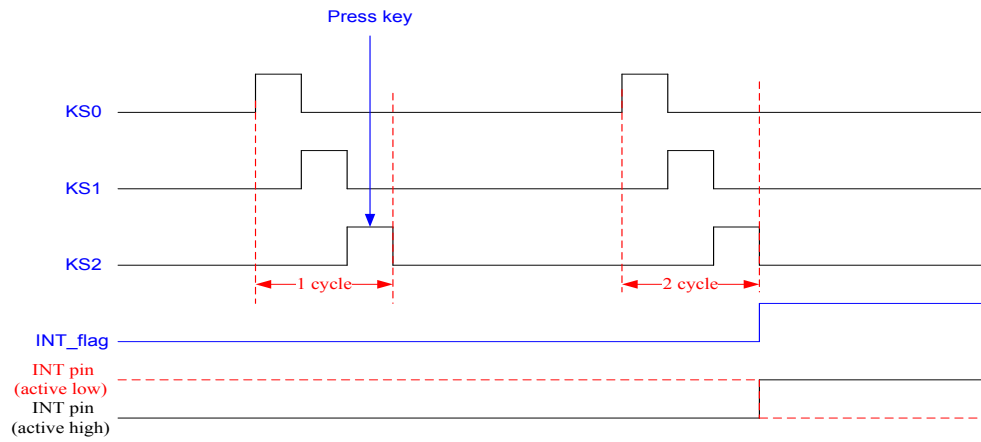 Press key
KS0
KS1
KS2
1 cycle
2 cycle
INT_flag
INT pin
(active low)
INT pin
(active high)